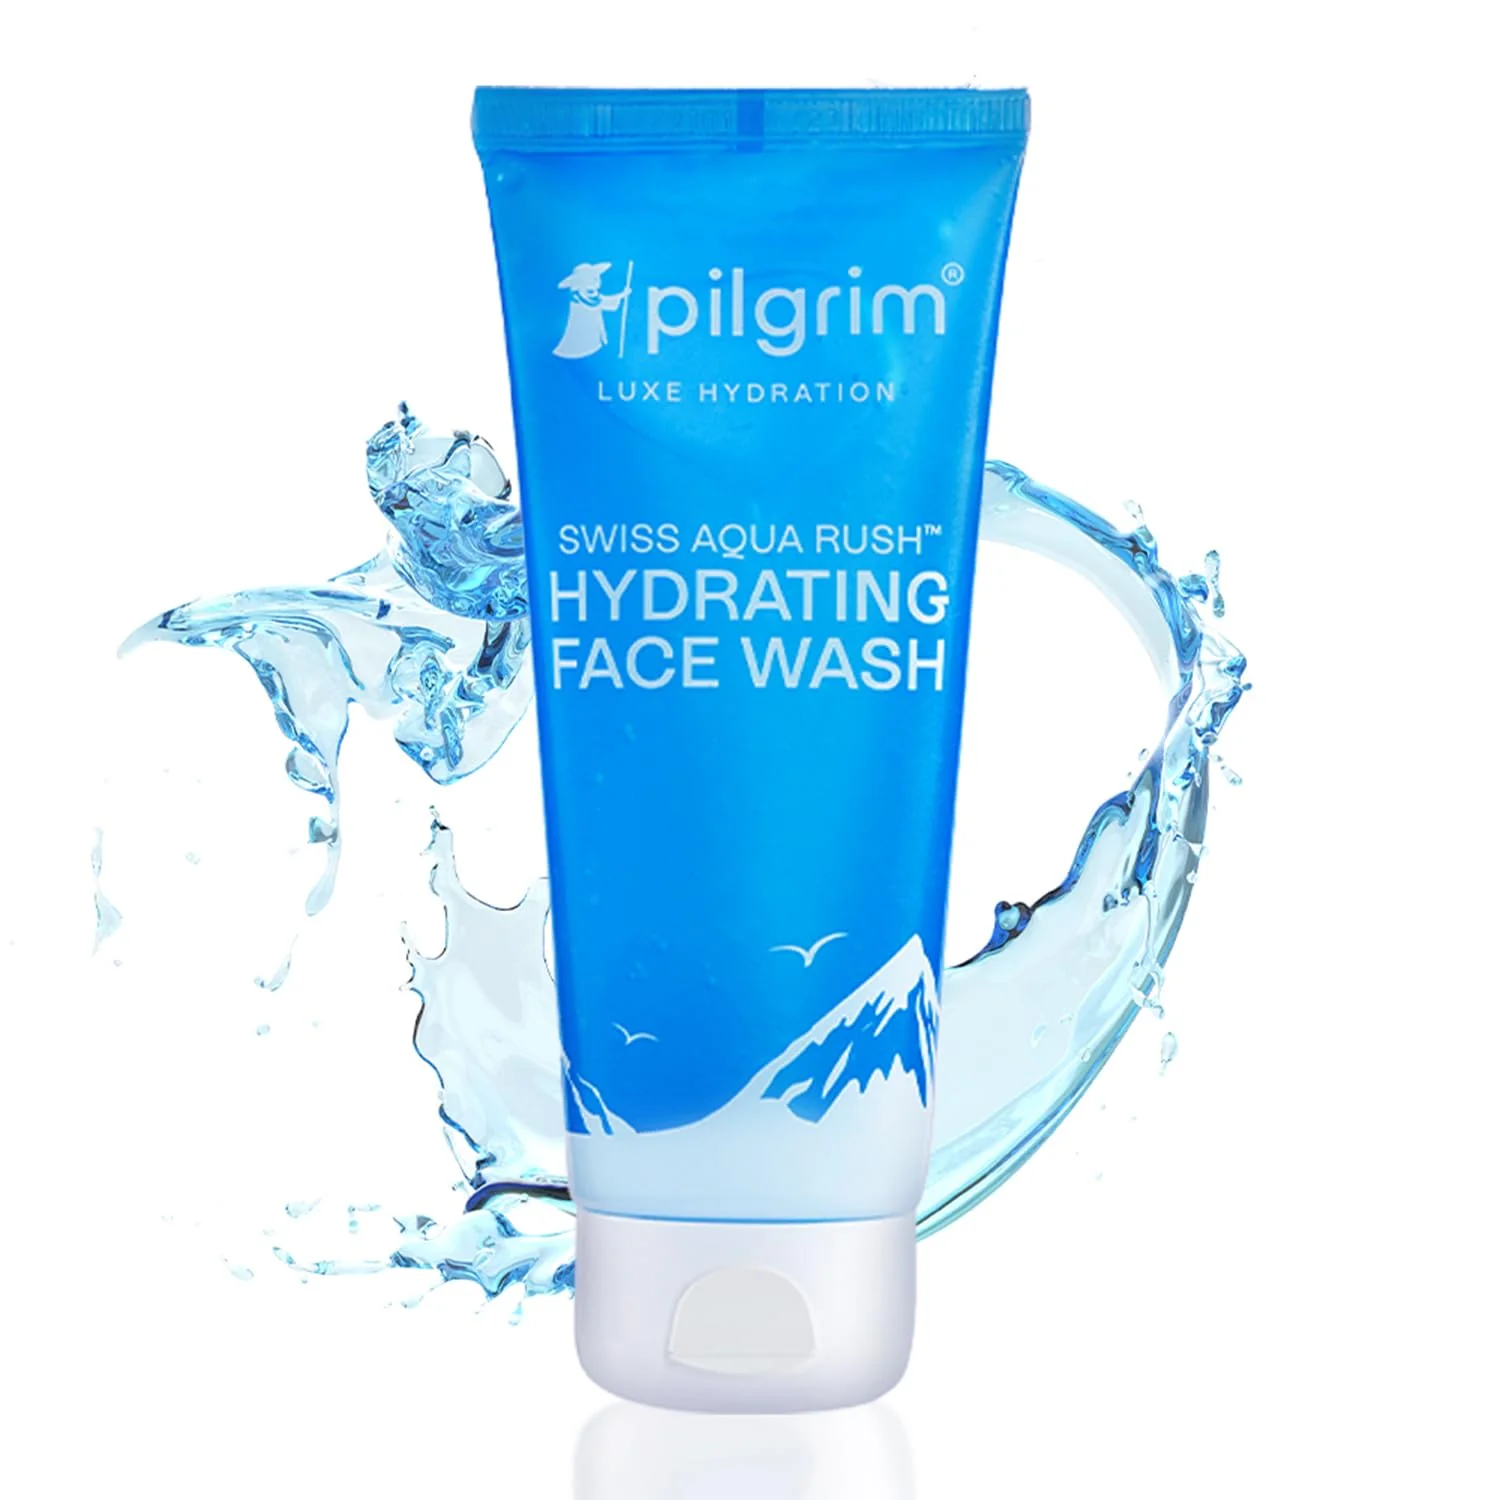 pilgrim®
LUXE HYDRATION
SWISS AQUA RUSH™
HYDRATING
FACE WASH